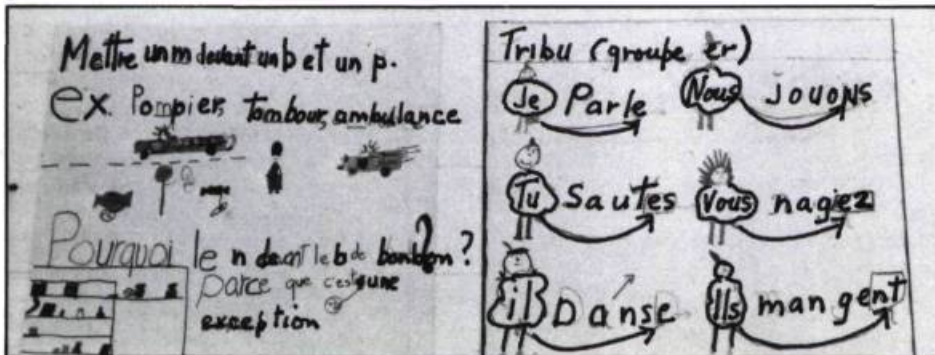 Mettre un m devant un b et un p.
ex. Pompier, tambour, ambulance
Pourquoi le n devant le b de bonbon? ?
parce que c'est une
exception
Tribu (groupe er)
Je Parle
Nous Jouons
Tu Sautes
Vous nagiez
il Danse
Ils mangent